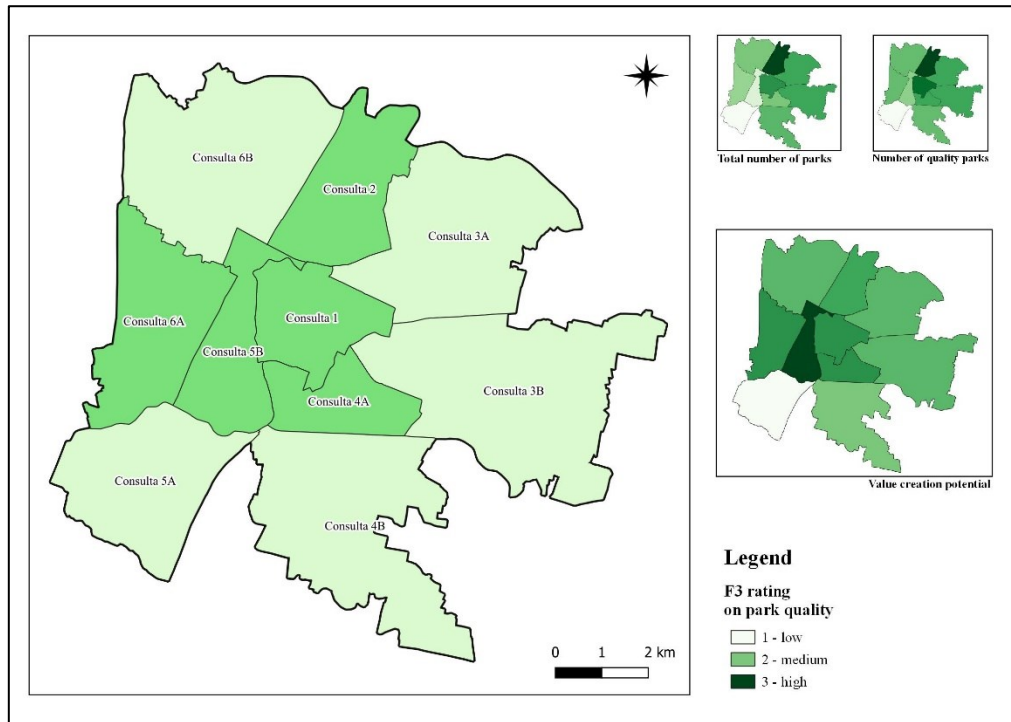 Consulta 6B
Consulta 2
Consulta 3A
Consulta 6A
Consulta 1
Consulta 5B
Consulta 4A
Consulta 3B
Consulta 5A
Consulta 4B
0 1 2 km
Total number of parks
Number of quality parks
Value creation potential
Legend
F3 rating
on park quality
1 - low
2 - medium
3 - high